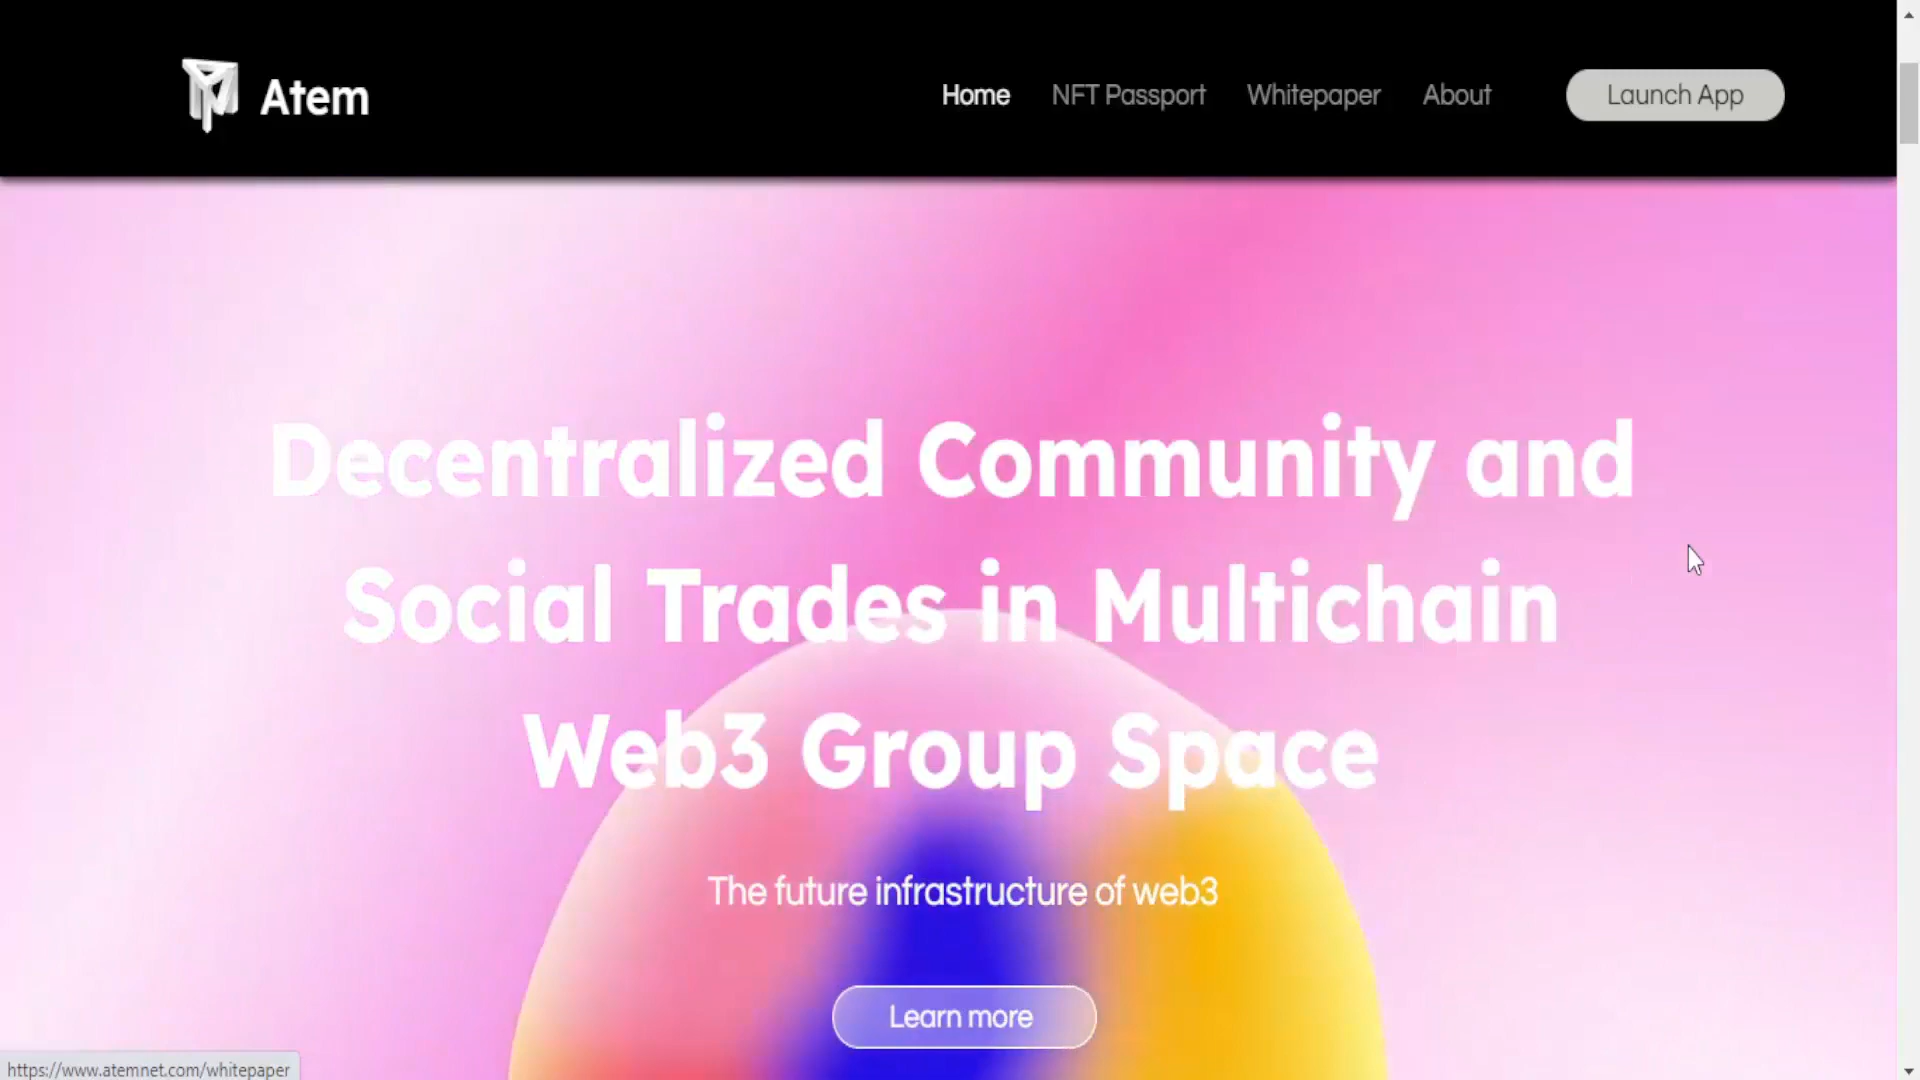 Atem
Home NFT Passport Whitepaper About Launch App
Decentralized Community and
Social Trades in Multichain
Web3 Group Space
The future infrastructure of web3
Learn more
https://www.atemnet.com/whitepaper